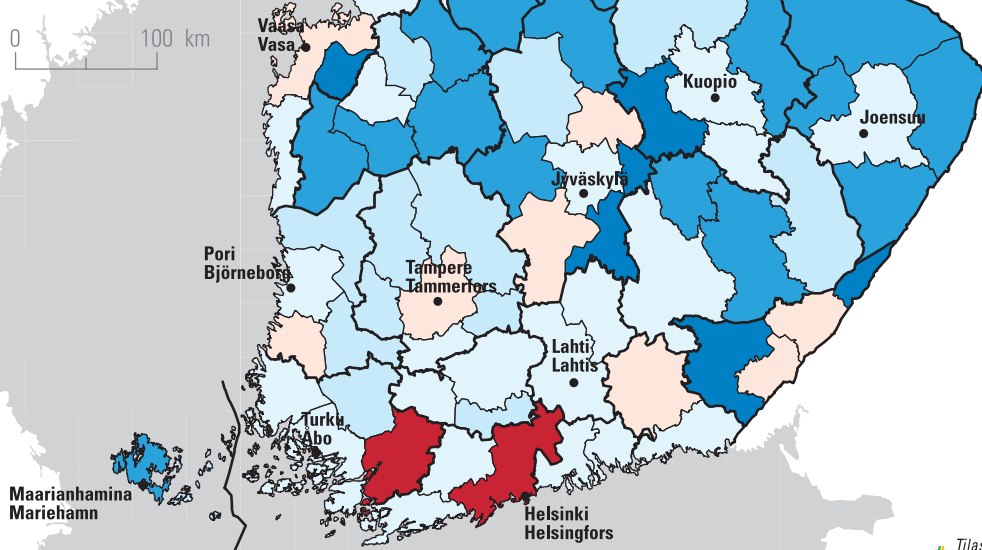 0 100 km
Vaasa
Vasa
Kuopio
Joensuu
Jyväskylä
Pori
Björneborg
Tampere
Tammerfors
Lahti
Lahtis
Turku
Åbo
Maarianhamina
Mariehamn
Helsinki
Helsingfors
Tilas